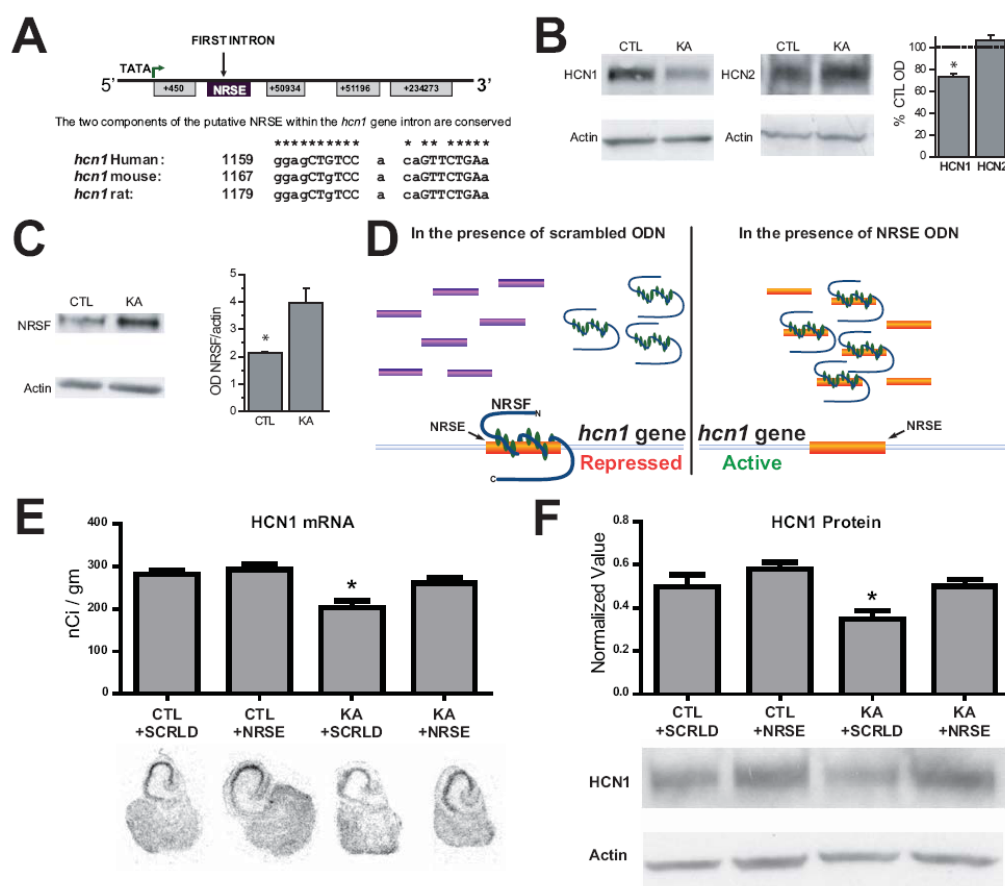 A
FIRST INTRON
TATA
5' +450 NRSE +50934 +51196 +234273 3'
The two components of the putative NRSE within the hcn1 gene intron are conserved
********** * ** *****
hcn1 Human: 1159 ggagCTGTCC a caGTTCTGAa
hcn1 mouse: 1167 ggagCTgTCC a caGTTCTGAa
hcn1 rat: 1179 ggagCTgTCC a caGTTCTGAa
B
CTL KA CTL KA
HCN1 HCN2
Actin Actin
% CTL OD
100
80
60
40
20
0
*
HCN1 HCN2
C
CTL KA
NRSF
Actin
OD NRSF/actin
5
4
3
2
1
0
*
CTL KA
D
In the presence of scrambled ODN In the presence of NRSE ODN
NRSF N
NRSE
C
hcn1 gene
Repressed
hcn1 gene
Active
NRSE
E
HCN1 mRNA
nCi / gm
400
300
200
100
0
*
CTL +SCRLD
CTL +NRSE
KA +SCRLD
KA +NRSE
F
HCN1 Protein
Normalized Value
0.8
0.6
0.4
0.2
0.0
*
CTL +SCRLD
CTL +NRSE
KA +SCRLD
KA +NRSE
HCN1
Actin